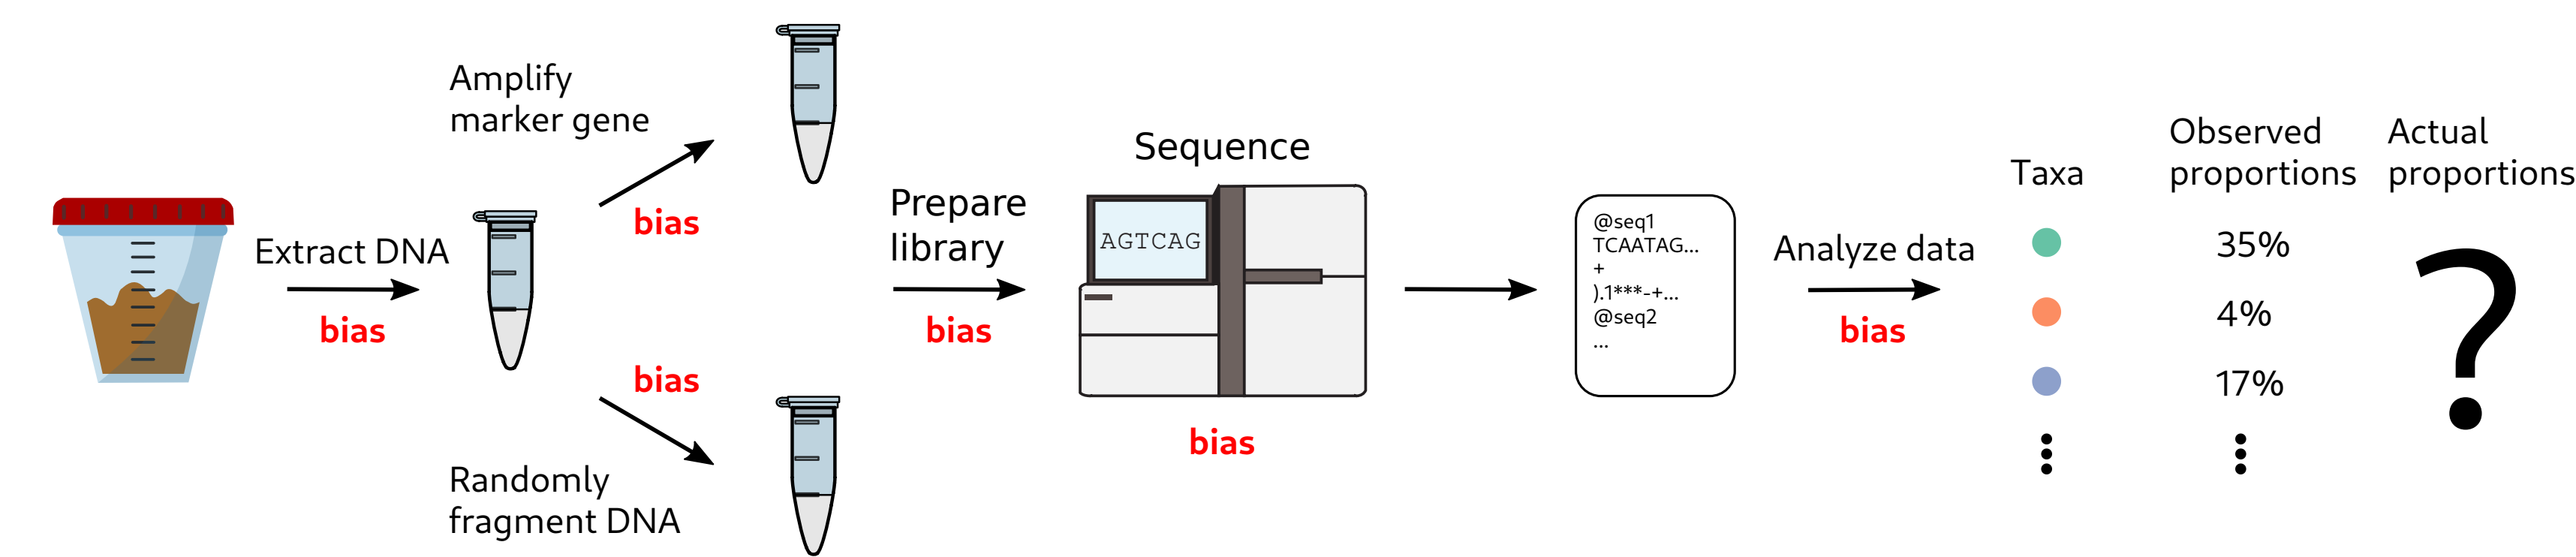 Extract DNA
bias
Amplify
marker gene
bias
bias
Randomly
fragment DNA
Prepare
library
bias
Sequence
AGTCAG
bias
@seq1
TCAATAG...
+
).1***-+...
@seq2
...
Analyze data
bias
Taxa
Observed
proportions
Actual
proportions
35%
4%
17%
?